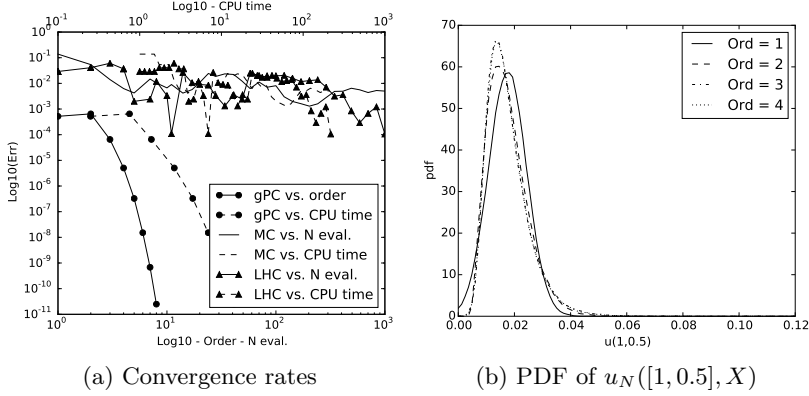 Log10 - CPU time
10^-1 10^0 10^1 10^2 10^3
10^0
10^-1
10^-2
10^-3
10^-4
10^-5
10^-6
10^-7
10^-8
10^-9
10^-10
10^-11
Log10(Err)
gPC vs. order
gPC vs. CPU time
MC vs. N eval.
MC vs. CPU time
LHC vs. N eval.
LHC vs. CPU time
10^0 10^1 10^2 10^3
Log10 - Order - N eval.
(a) Convergence rates
70
60
50
40
30
20
10
0
pdf
Ord = 1
Ord = 2
Ord = 3
Ord = 4
0.00 0.02 0.04 0.06 0.08 0.10 0.12
u(1,0.5)
(b) PDF of u_N([1, 0.5], X)